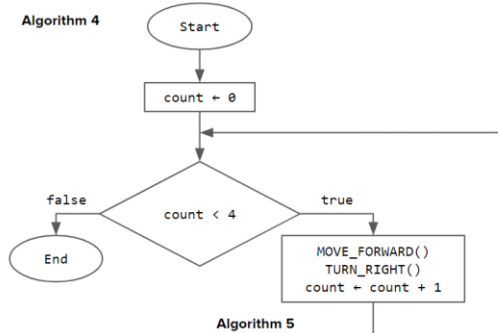 Algorithm 4
Start
count ← 0
count < 4
false
true
End
MOVE_FORWARD()
TURN_RIGHT()
count ← count + 1
Algorithm 5